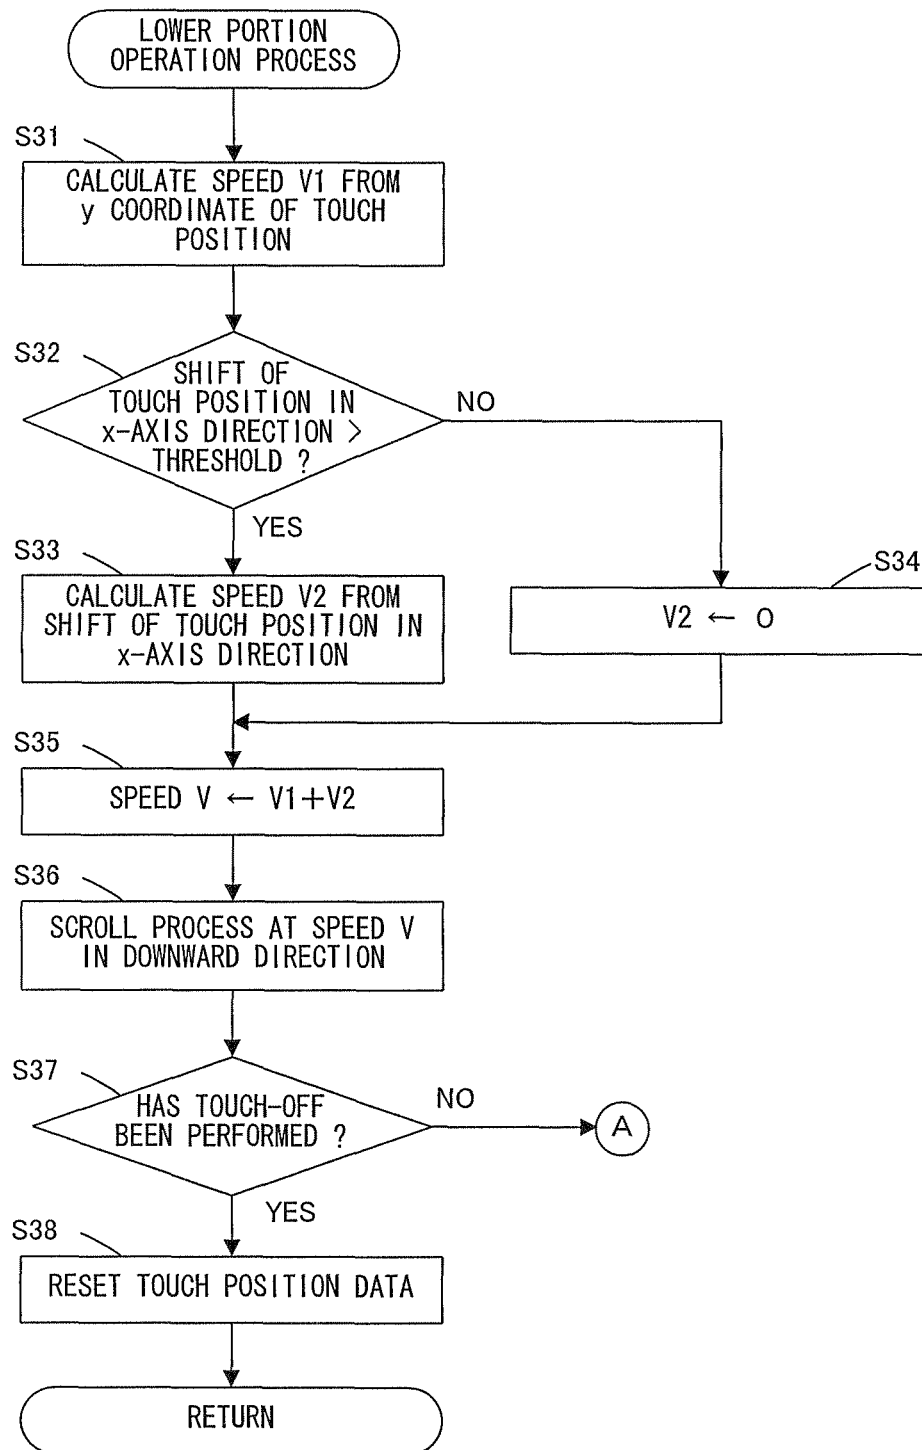 LOWER PORTION
OPERATION PROCESS
S31
CALCULATE SPEED V1 FROM
y COORDINATE OF TOUCH
POSITION
S32
SHIFT OF
TOUCH POSITION IN
x-AXIS DIRECTION >
THRESHOLD ?
NO
YES
S33
CALCULATE SPEED V2 FROM
SHIFT OF TOUCH POSITION IN
x-AXIS DIRECTION
S34
V2 ← 0
S35
SPEED V ← V1+V2
S36
SCROLL PROCESS AT SPEED V
IN DOWNWARD DIRECTION
S37
HAS TOUCH-OFF
BEEN PERFORMED ?
NO
A
YES
S38
RESET TOUCH POSITION DATA
RETURN